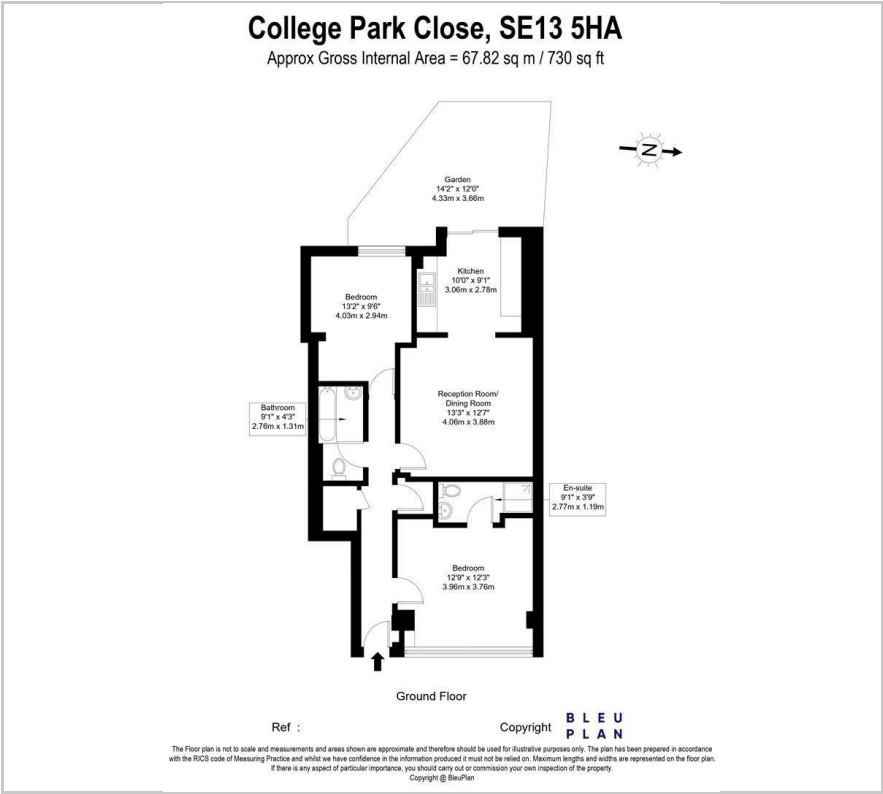 College Park Close, SE13 5HA
Approx Gross Internal Area = 67.82 sq m / 730 sq ft
N
Garden
14'2" x 12'0"
4.33m x 3.66m
Kitchen
10'0" x 9'1"
3.06m x 2.78m
Bedroom
13'2" x 9'6"
4.03m x 2.94m
Reception Room/
Dining Room
13'3" x 12'7"
4.06m x 3.88m
Bathroom
9'1" x 4'3"
2.76m x 1.31m
En-suite
9'1" x 3'9"
2.77m x 1.19m
Bedroom
12'9" x 12'3"
3.96m x 3.76m
Ground Floor
Ref :
Copyright
BLEU
PLAN
The Floor plan is not to scale and measurements and areas shown are approximate and therefore should be used for illustrative purposes only. The plan has been prepared in accordance
with the RICS code of Measuring Practice and whilst we have confidence in the information produced it must not be relied on. Maximum lengths and widths are represented on the floor plan.
If there is any aspect of particular importance, you should carry out or commission your own inspection of the property.
Copyright @ BleuPlan